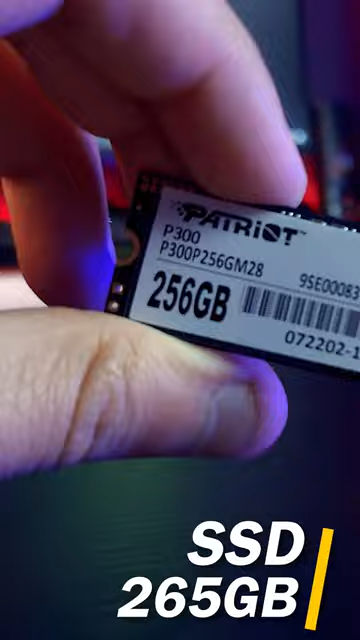 PATRIOT
P300
P300P256GM28
9SE00083
256GB
072202-1
SSD
265GB